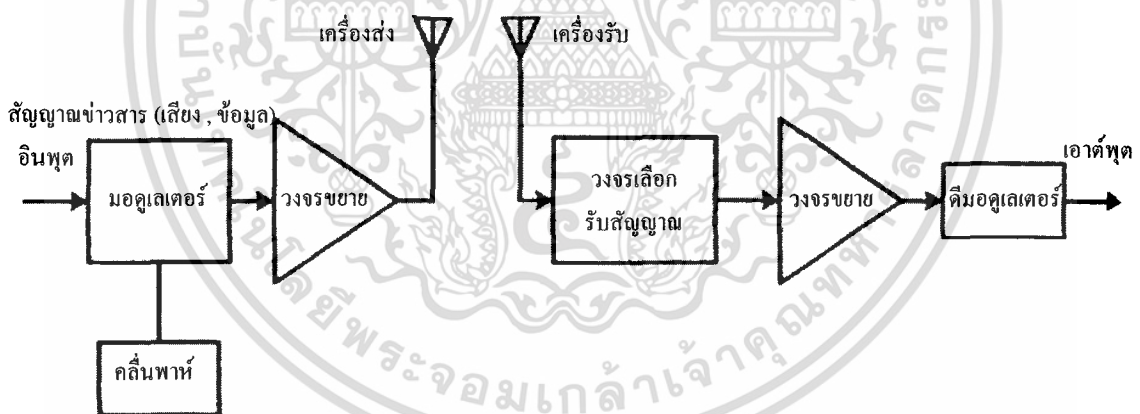 เครื่องส่ง
เครื่องรับ
สัญญาณข่าวสาร (เสียง , ข้อมูล)
อินพุต
มอดูเลเตอร์
วงจรขยาย
วงจรเลือก
รับสัญญาณ
วงจรขยาย
ดีมอดูเลเตอร์
เอาต์พุต
คลื่นพาห์